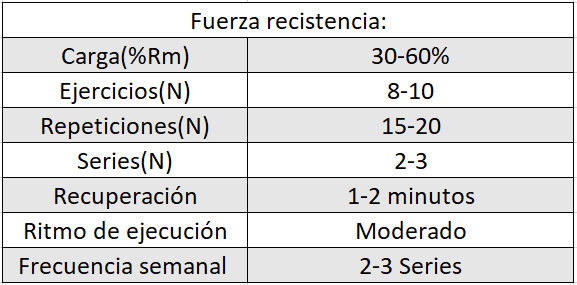 Fuerza recistencia:
Carga(%Rm) 30-60%
Ejercicios(N) 8-10
Repeticiones(N) 15-20
Series(N) 2-3
Recuperación 1-2 minutos
Ritmo de ejecución Moderado
Frecuencia semanal 2-3 Series